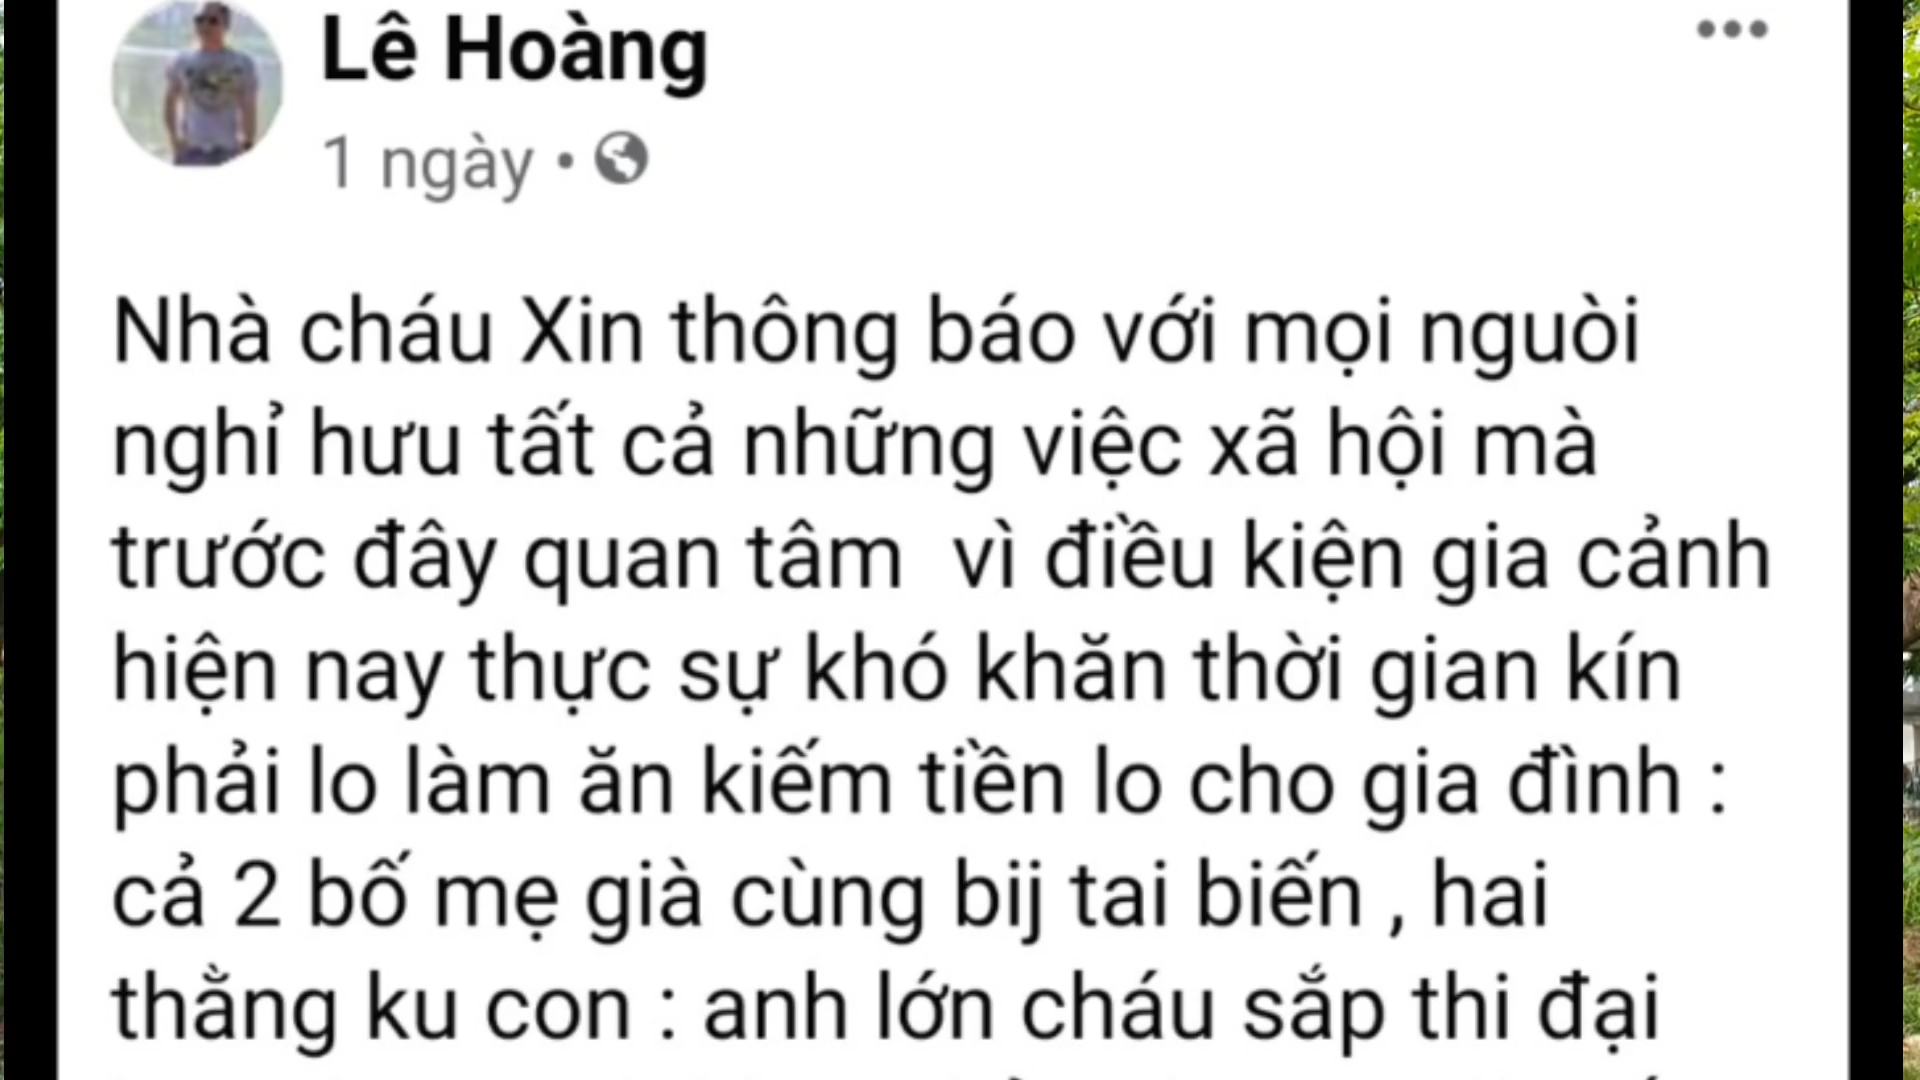 Lê Hoàng
1 ngày •
Nhà cháu Xin thông báo với mọi nguòi
nghỉ hưu tất cả những việc xã hội mà
trước đây quan tâm  vì điều kiện gia cảnh
hiện nay thực sự khó khăn thời gian kín
phải lo làm ăn kiếm tiền lo cho gia đình :
cả 2 bố mẹ già cùng bij tai biến , hai
thằng ku con : anh lớn cháu sắp thi đại